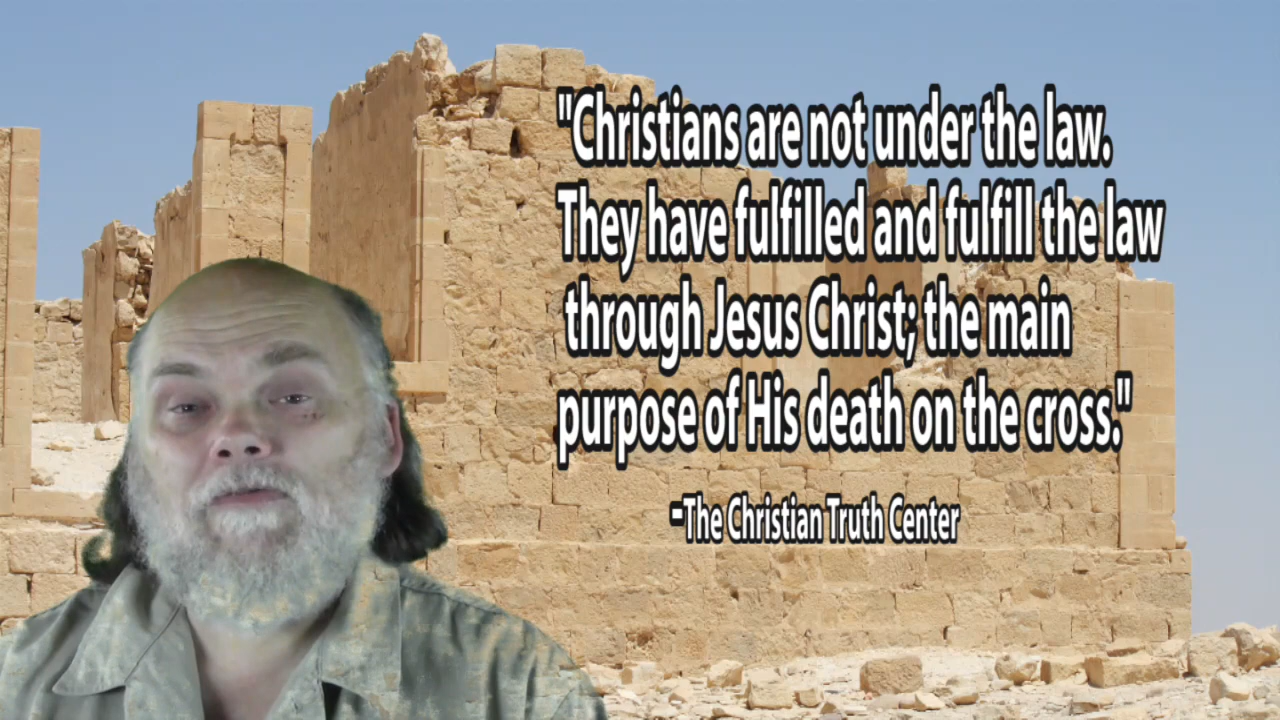 "Christians are not under the law.
They have fulfilled and fulfill the law
through Jesus Christ; the main
purpose of His death on the cross."
-The Christian Truth Center